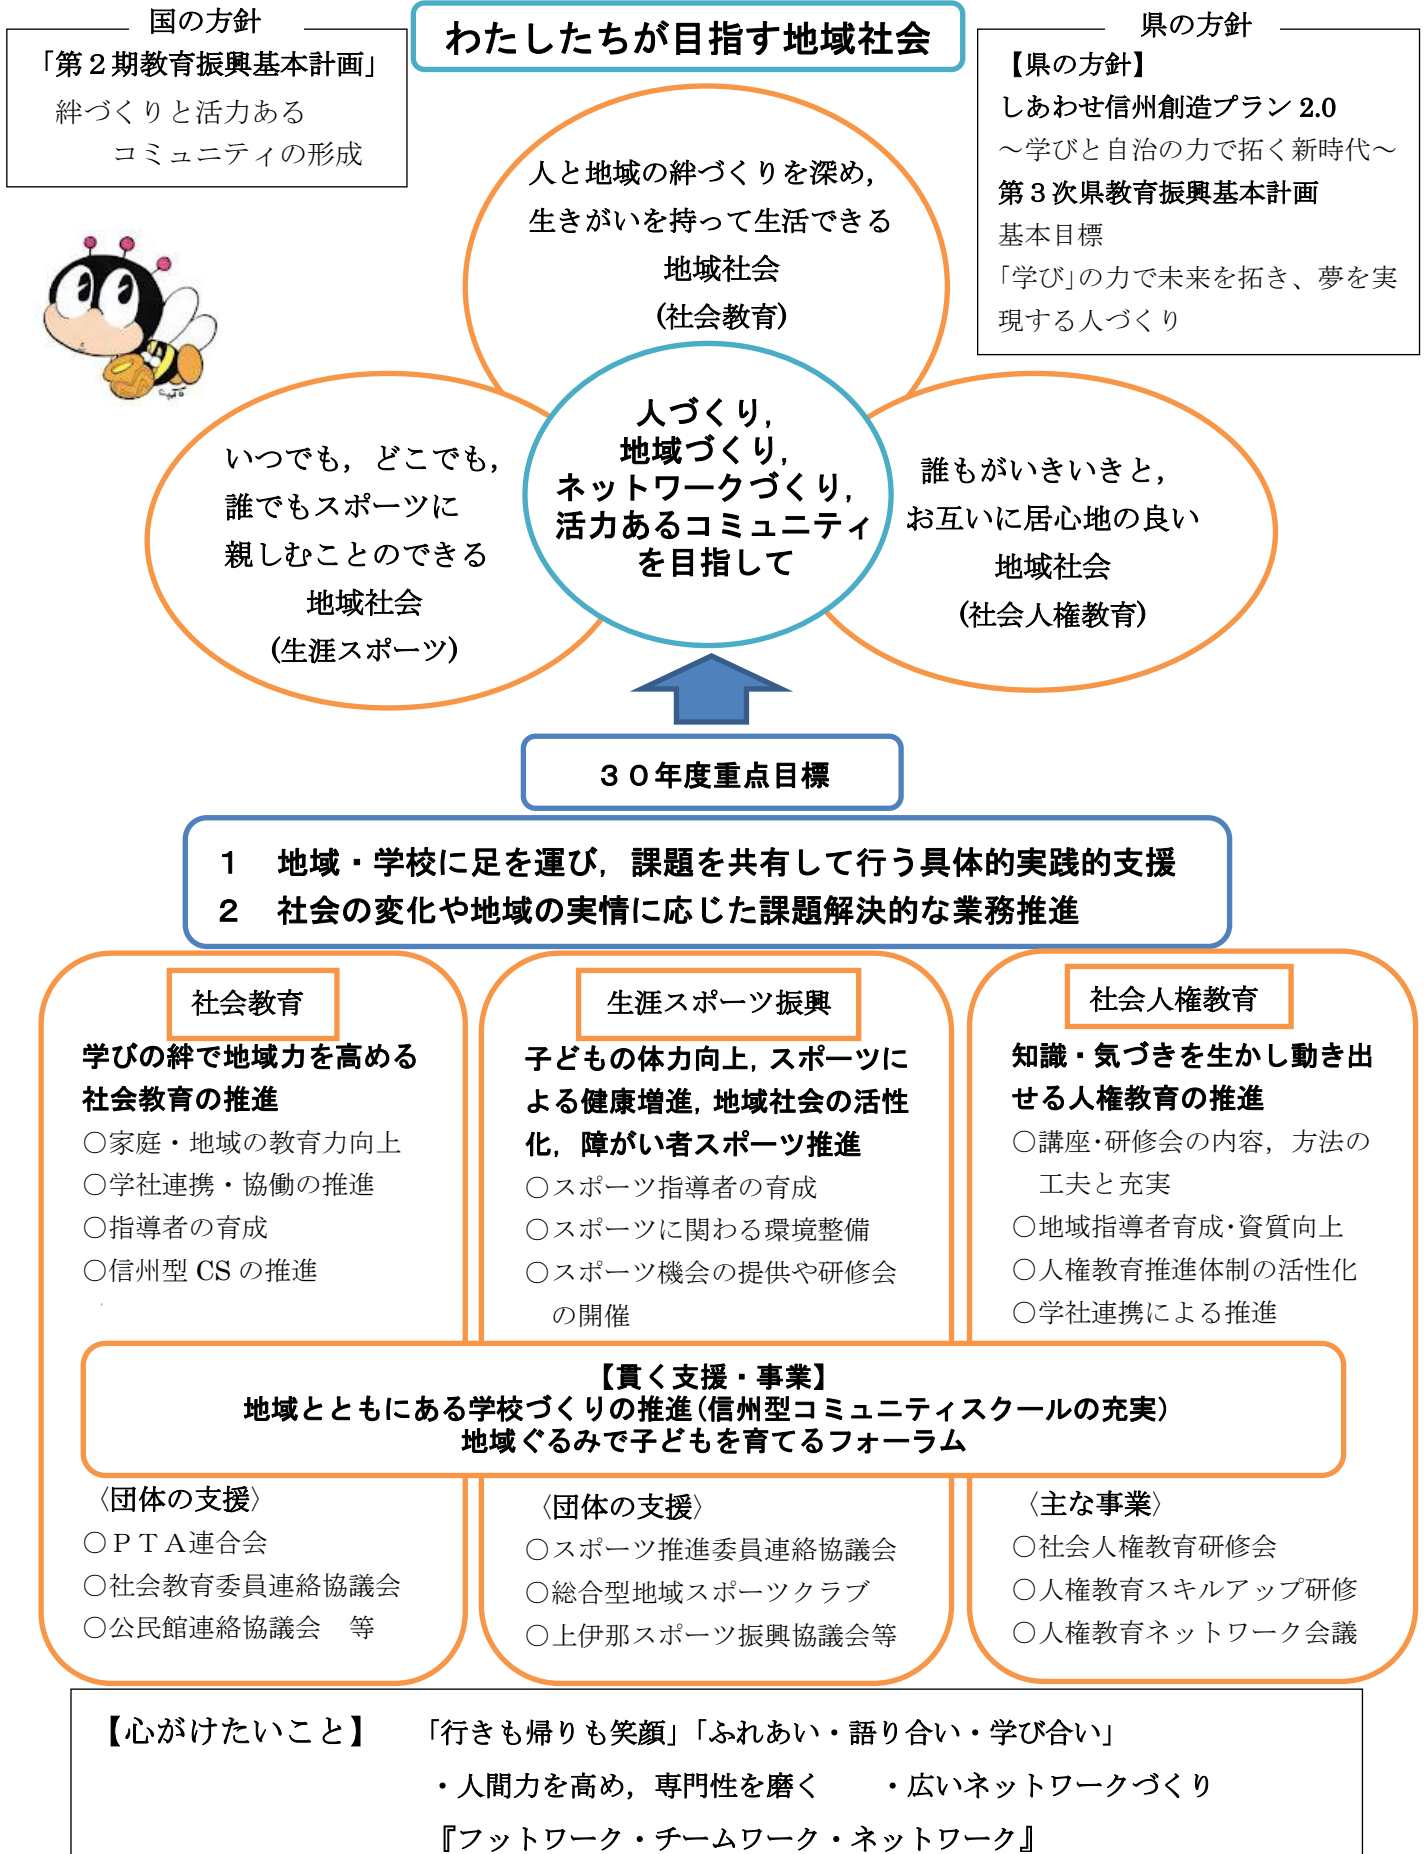 国の方針
「第２期教育振興基本計画」
絆づくりと活力ある
コミュニティの形成
わたしたちが目指す地域社会
県の方針
【県の方針】
しあわせ信州創造プラン 2.0
～学びと自治の力で拓く新時代～
第３次県教育振興基本計画
基本目標
「学び」の力で未来を拓き、夢を実
現する人づくり
人と地域の絆づくりを深め，
生きがいを持って生活できる
地域社会
(社会教育)
いつでも，どこでも，
誰でもスポーツに
親しむことのできる
地域社会
(生涯スポーツ)
人づくり，
地域づくり，
ネットワークづくり，
活力あるコミュニティ
を目指して
誰もがいきいきと，
お互いに居心地の良い
地域社会
(社会人権教育)
３０年度重点目標
１　地域・学校に足を運び，課題を共有して行う具体的実践的支援
２　社会の変化や地域の実情に応じた課題解決的な業務推進
社会教育
学びの絆で地域力を高める
社会教育の推進
○家庭・地域の教育力向上
○学社連携・協働の推進
○指導者の育成
○信州型 CS の推進
生涯スポーツ振興
子どもの体力向上，スポーツに
よる健康増進，地域社会の活性
化，障がい者スポーツ推進
○スポーツ指導者の育成
○スポーツに関わる環境整備
○スポーツ機会の提供や研修会
の開催
社会人権教育
知識・気づきを生かし動き出
せる人権教育の推進
○講座･研修会の内容，方法の
工夫と充実
○地域指導者育成･資質向上
○人権教育推進体制の活性化
○学社連携による推進
【貫く支援・事業】
地域とともにある学校づくりの推進(信州型コミュニティスクールの充実)
地域ぐるみで子どもを育てるフォーラム
〈団体の支援〉
○ＰＴＡ連合会
○社会教育委員連絡協議会
○公民館連絡協議会　等
〈団体の支援〉
○スポーツ推進委員連絡協議会
○総合型地域スポーツクラブ
○上伊那スポーツ振興協議会等
〈主な事業〉
○社会人権教育研修会
○人権教育スキルアップ研修
○人権教育ネットワーク会議
【心がけたいこと】　「行きも帰りも笑顔」「ふれあい・語り合い・学び合い」
・人間力を高め，専門性を磨く　　・広いネットワークづくり
『フットワーク・チームワーク・ネットワーク』